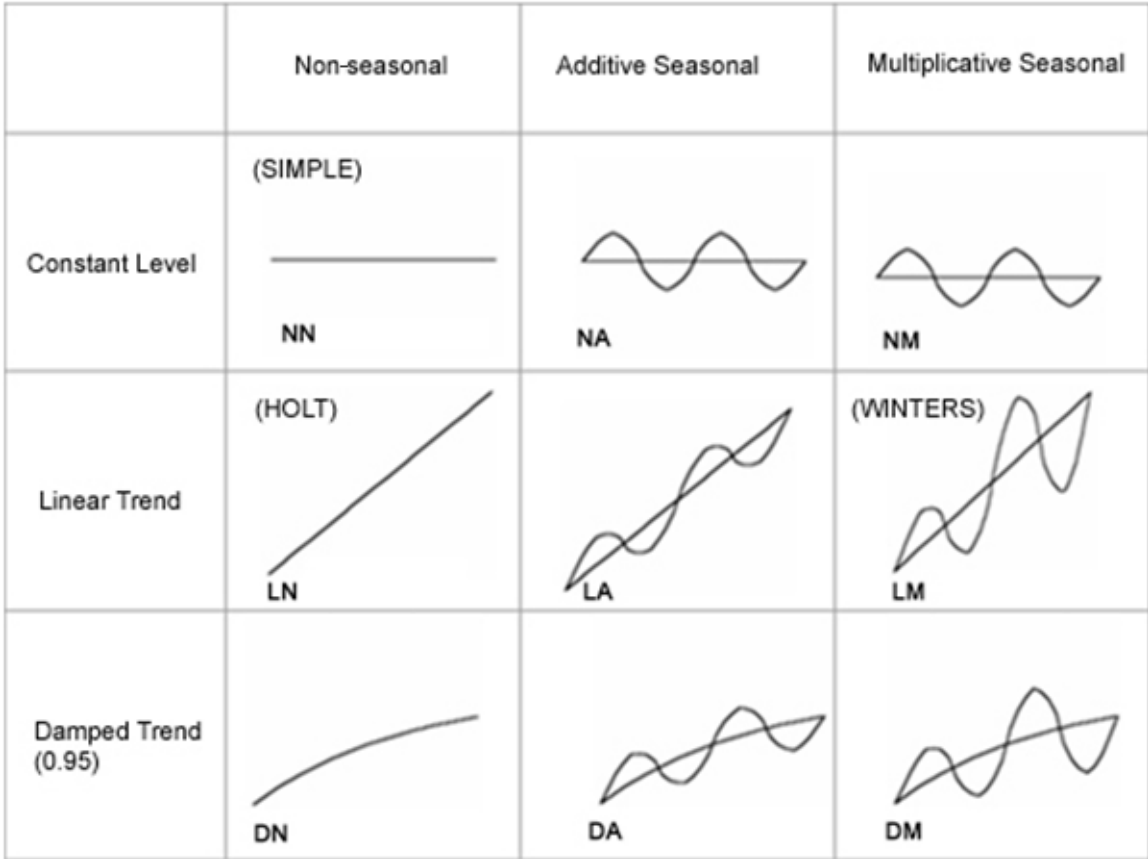 Non-seasonal
Additive Seasonal
Multiplicative Seasonal
Constant Level
(SIMPLE)
NN
NA
NM
Linear Trend
(HOLT)
LN
LA
(WINTERS)
LM
Damped Trend
(0.95)
DN
DA
DM